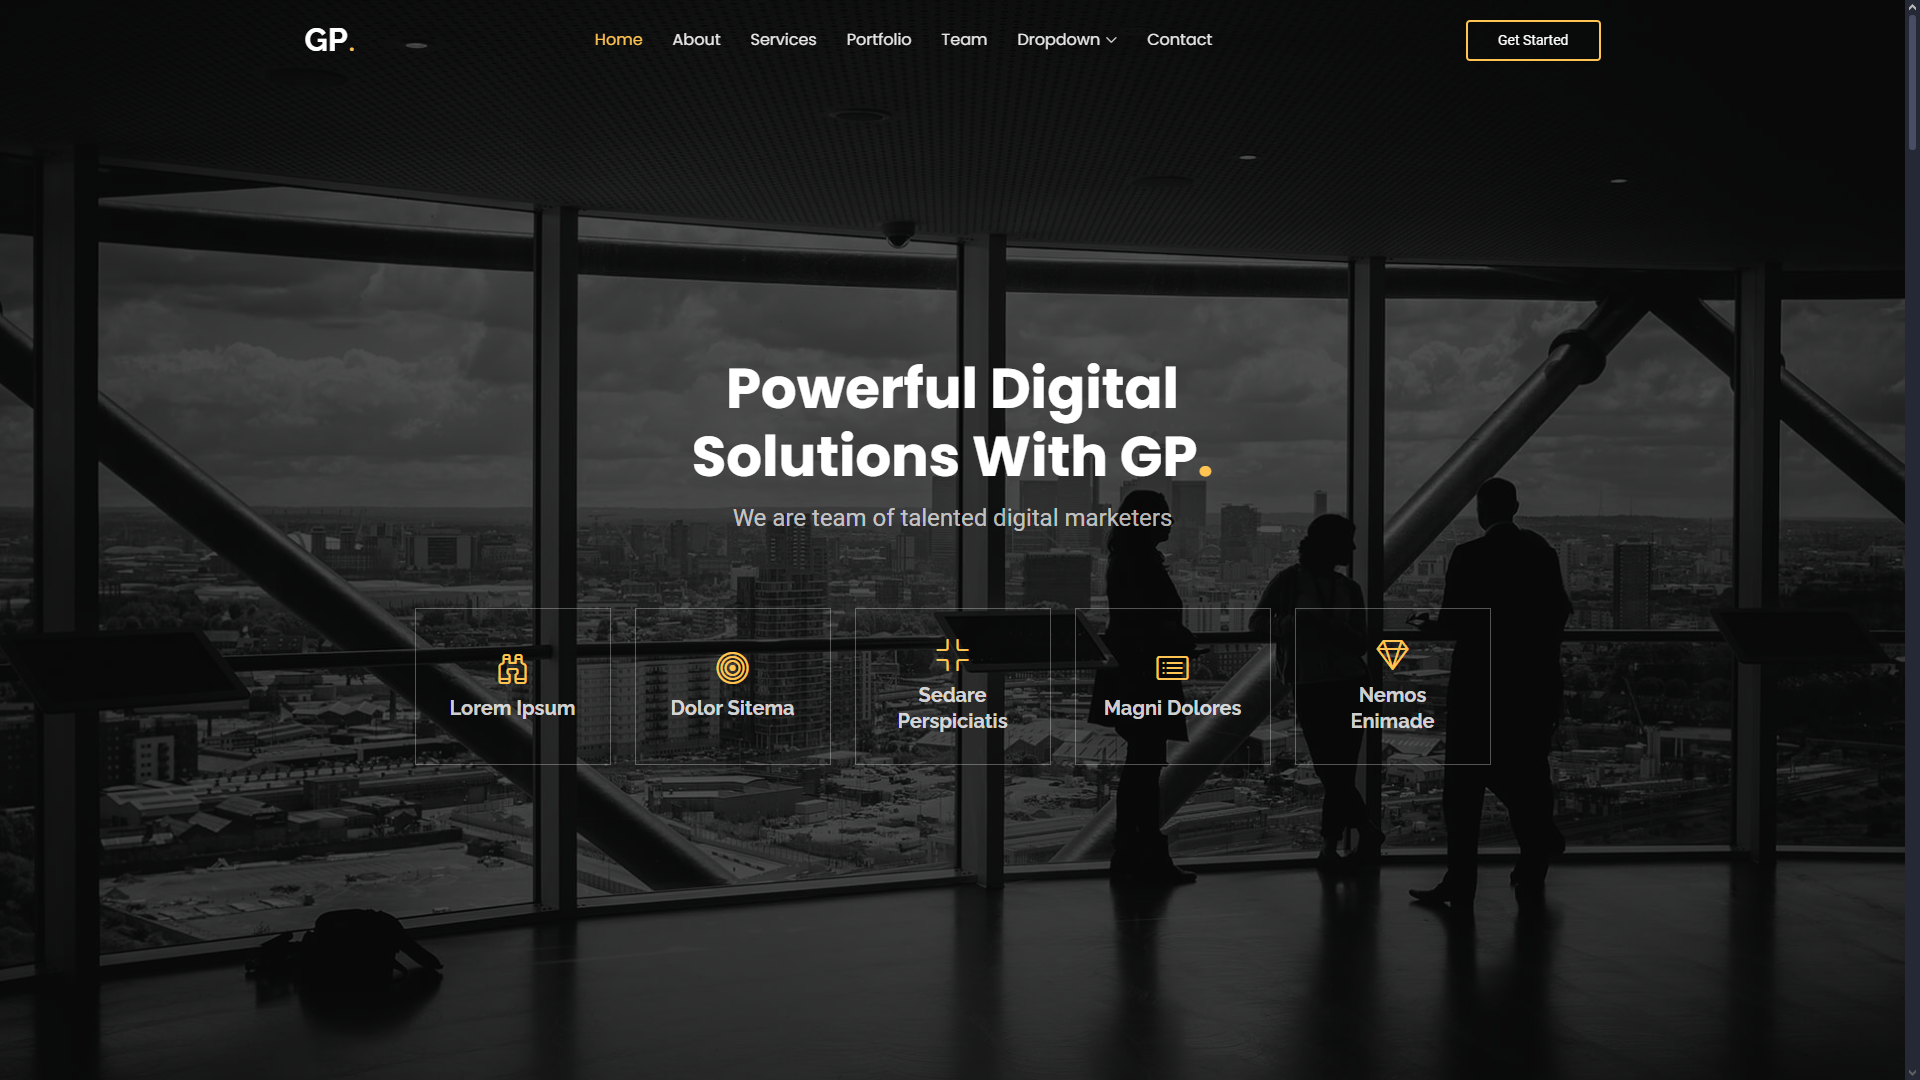 GP.
Home About Services Portfolio Team Dropdown Contact
Get Started
Powerful Digital
Solutions With GP.
We are team of talented digital marketers
Lorem Ipsum
Dolor Sitema
Sedare
Perspiciatis
Magni Dolores
Nemos
Enimade